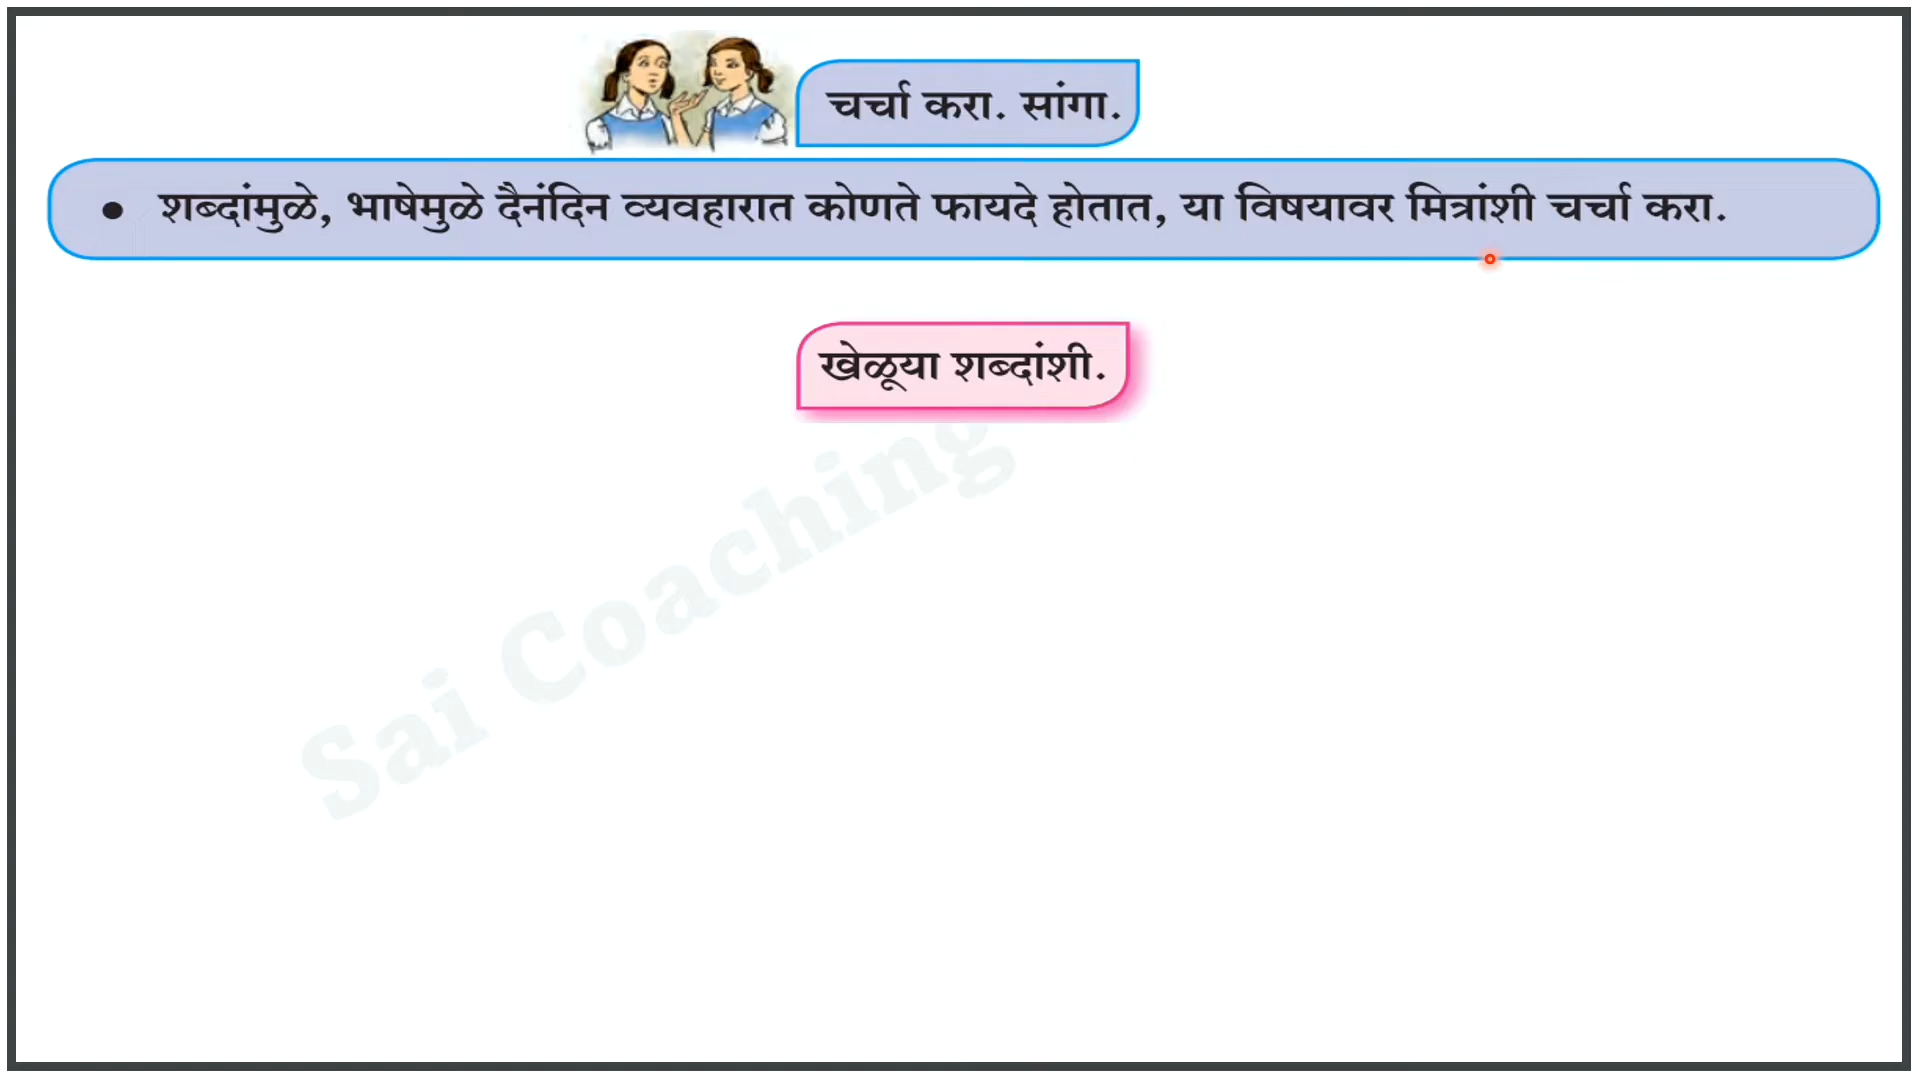 चर्चा करा. सांगा.
● शब्दांमुळे, भाषेमुळे दैनंदिन व्यवहारात कोणते फायदे होतात, या विषयावर मित्रांशी चर्चा करा.
खेळूया शब्दांशी.
Sai Coaching